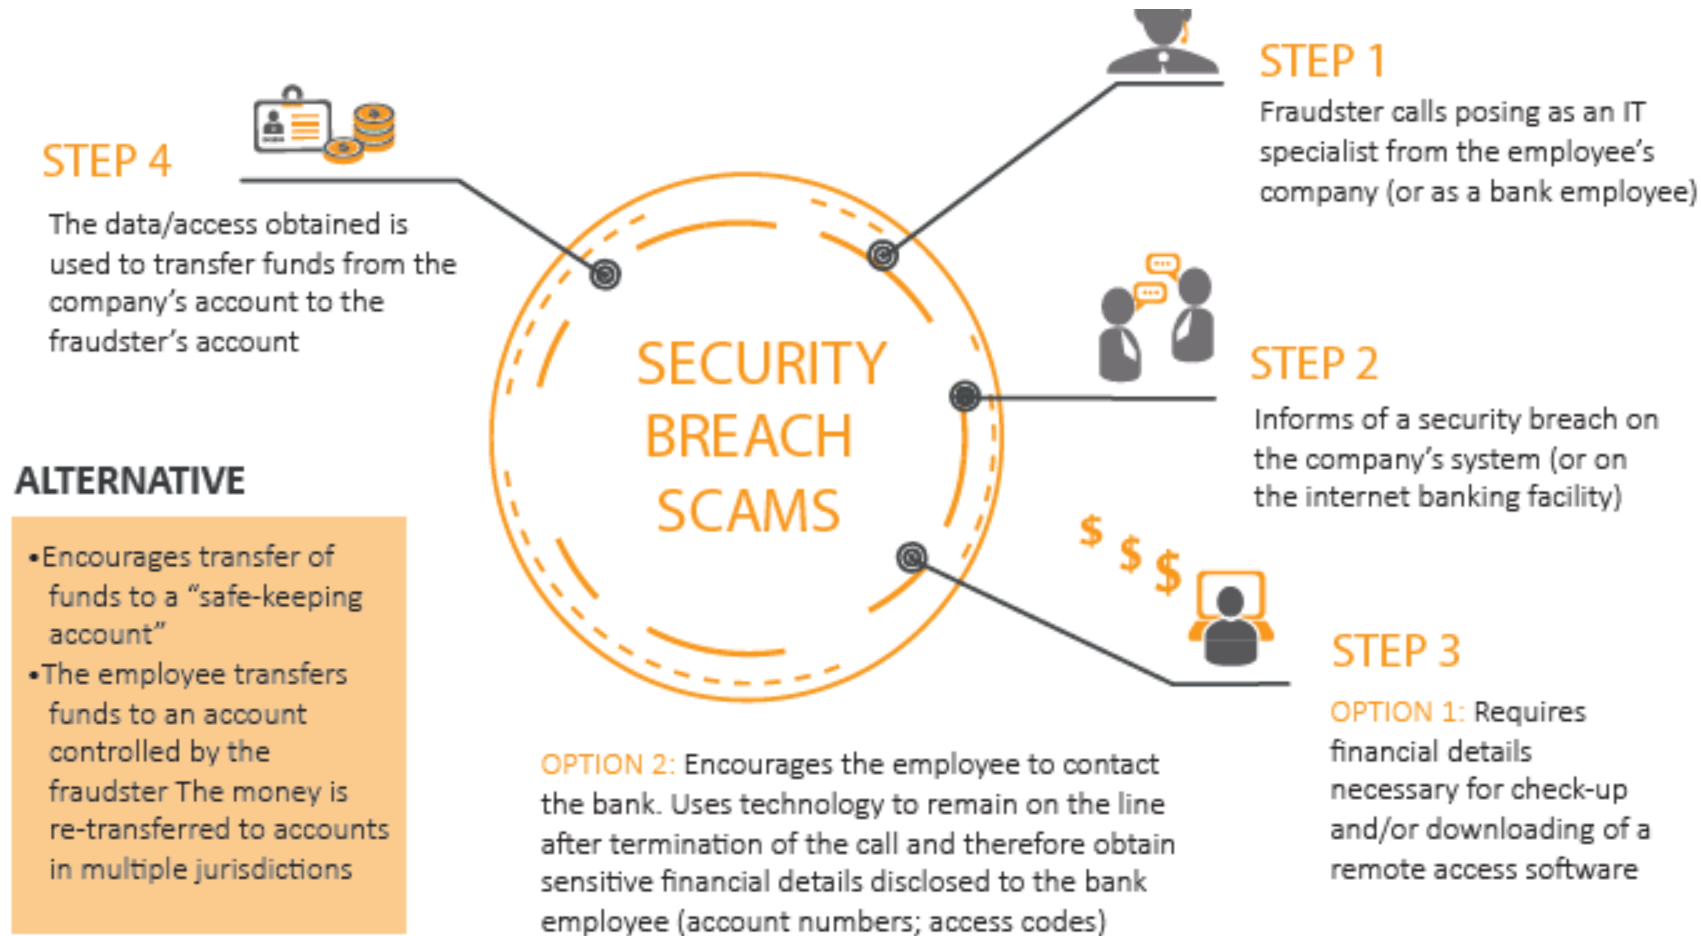 SECURITY
BREACH
SCAMS
STEP 1
Fraudster calls posing as an IT
specialist from the employee's
company (or as a bank employee)
STEP 2
Informs of a security breach on
the company's system (or on
the internet banking facility)
$ $ $
STEP 3
OPTION 1: Requires
financial details
necessary for check-up
and/or downloading of a
remote access software
OPTION 2: Encourages the employee to contact
the bank. Uses technology to remain on the line
after termination of the call and therefore obtain
sensitive financial details disclosed to the bank
employee (account numbers; access codes)
STEP 4
The data/access obtained is
used to transfer funds from the
company's account to the
fraudster's account
ALTERNATIVE
•Encourages transfer of
funds to a “safe-keeping
account”
•The employee transfers
funds to an account
controlled by the
fraudster The money is
re-transferred to accounts
in multiple jurisdictions